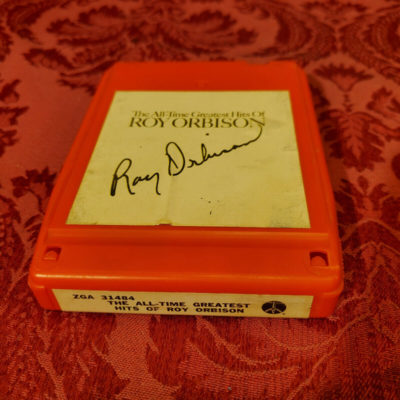 The All-Time Greatest Hits Of
ROY ORBISON
Roy Orbison
ZGA 31484
THE ALL-TIME GREATEST
HITS OF ROY ORBISON